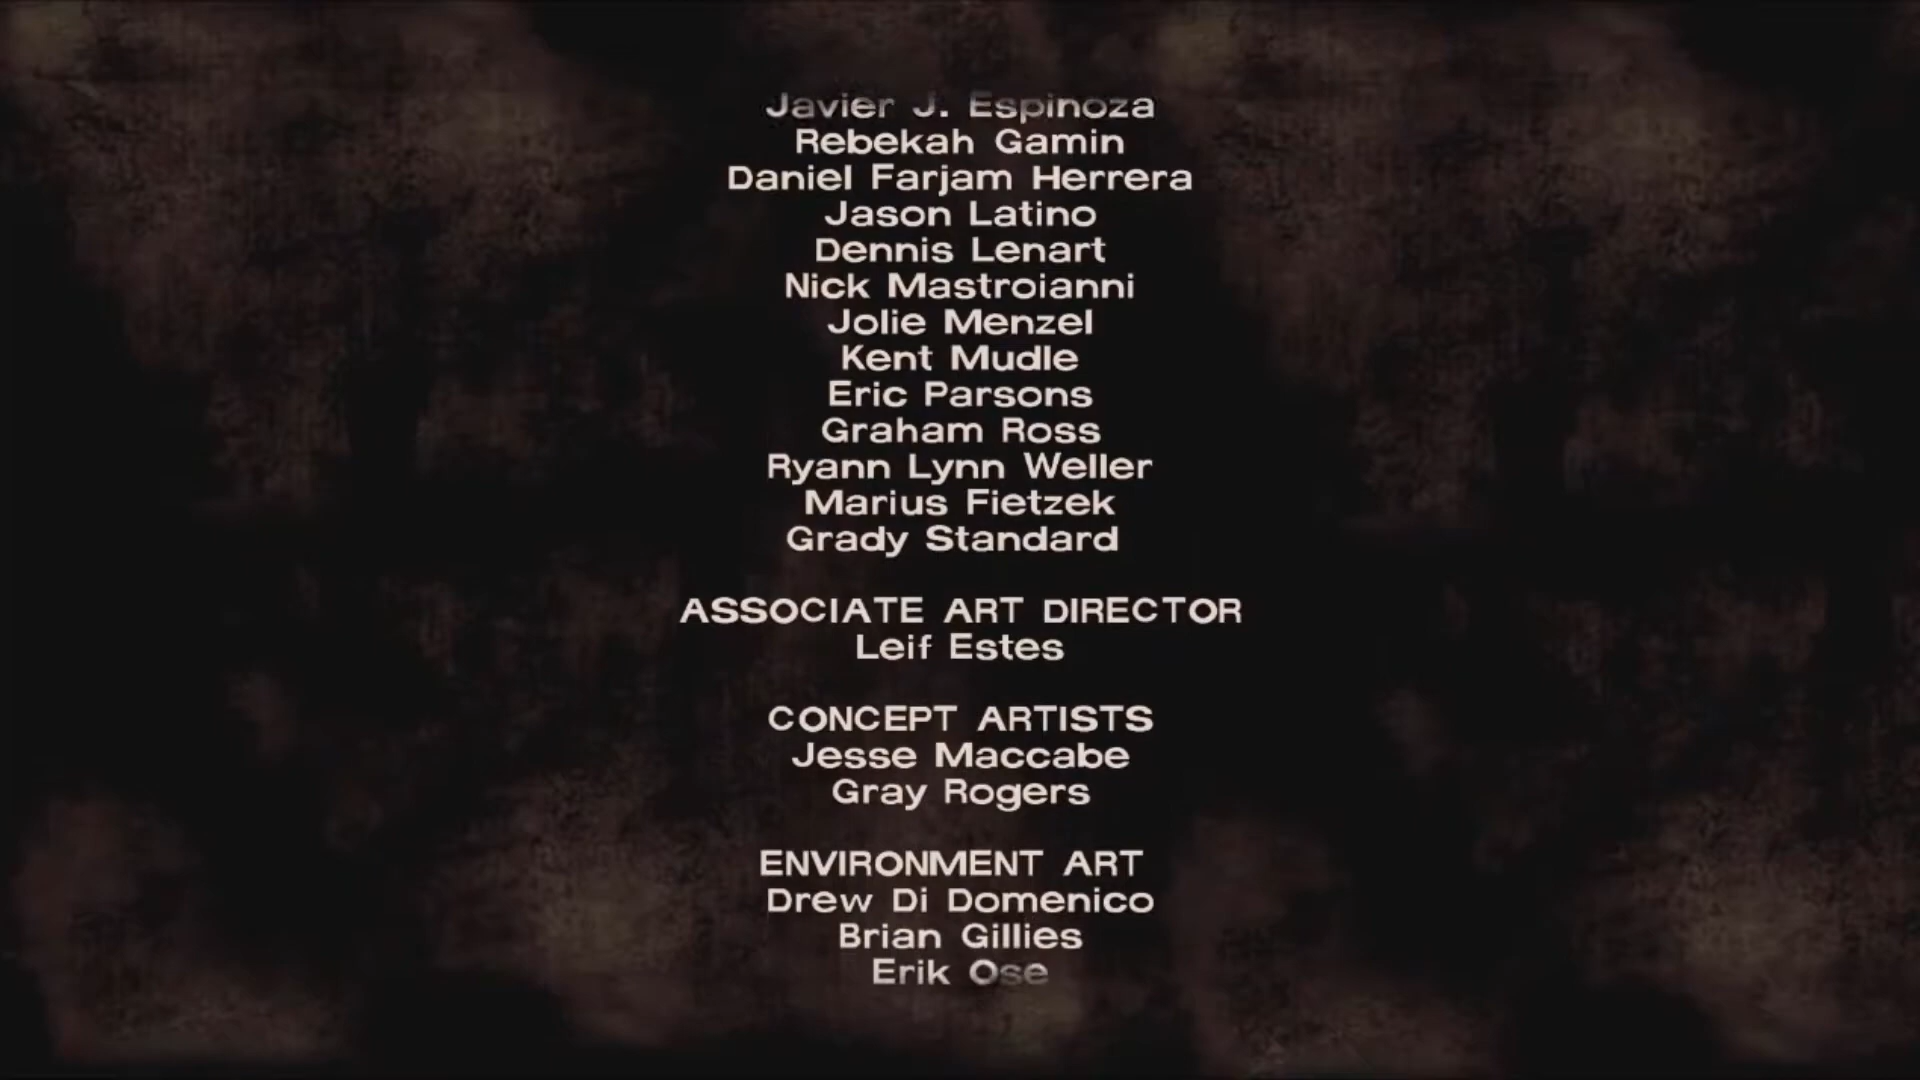 Javier J. Espinoza
Rebekah Gamin
Daniel Farjam Herrera
Jason Latino
Dennis Lenart
Nick Mastroianni
Jolie Menzel
Kent Mudle
Eric Parsons
Graham Ross
Ryann Lynn Weller
Marius Fietzek
Grady Standard
ASSOCIATE ART DIRECTOR
Leif Estes
CONCEPT ARTISTS
Jesse Maccabe
Gray Rogers
ENVIRONMENT ART
Drew Di Domenico
Brian Gillies
Erik Ose